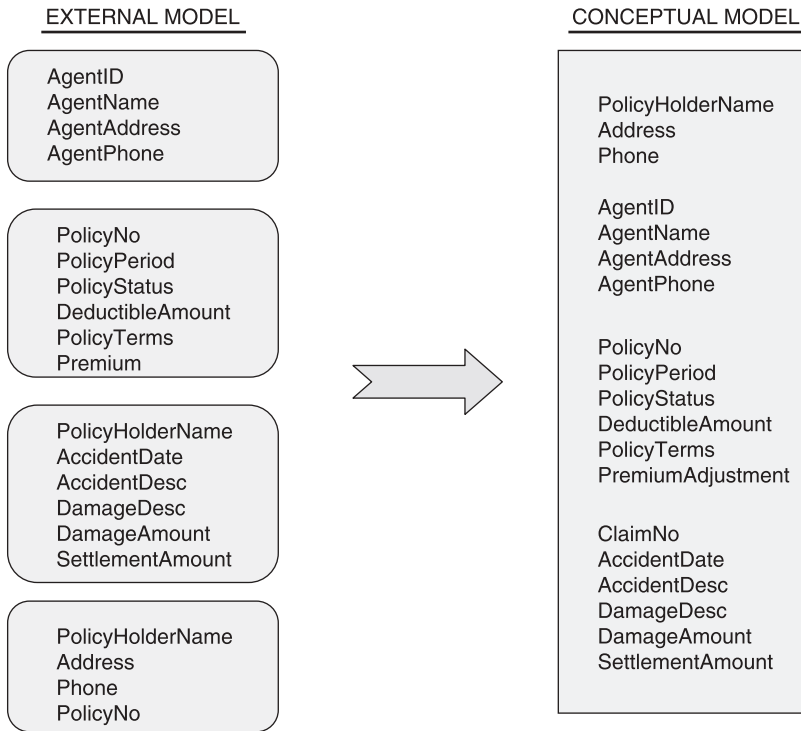 EXTERNAL MODEL
AgentID
AgentName
AgentAddress
AgentPhone
PolicyNo
PolicyPeriod
PolicyStatus
DeductibleAmount
PolicyTerms
Premium
PolicyHolderName
AccidentDate
AccidentDesc
DamageDesc
DamageAmount
SettlementAmount
PolicyHolderName
Address
Phone
PolicyNo
CONCEPTUAL MODEL
PolicyHolderName
Address
Phone
AgentID
AgentName
AgentAddress
AgentPhone
PolicyNo
PolicyPeriod
PolicyStatus
DeductibleAmount
PolicyTerms
PremiumAdjustment
ClaimNo
AccidentDate
AccidentDesc
DamageDesc
DamageAmount
SettlementAmount